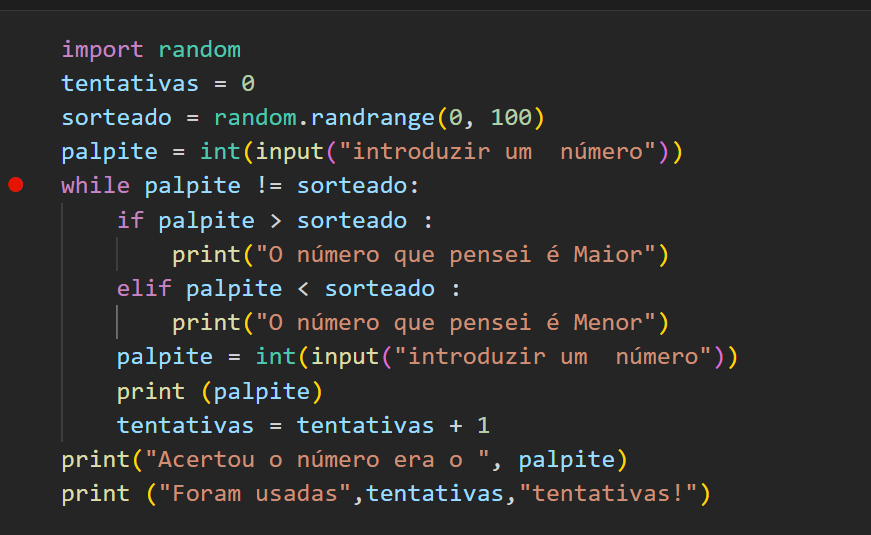 import random
tentativas = 0
sorteado = random.randrange(0, 100)
palpite = int(input("introduzir um  número"))
while palpite != sorteado:
    if palpite > sorteado :
        print("O número que pensei é Maior")
    elif palpite < sorteado :
        print("O número que pensei é Menor")
    palpite = int(input("introduzir um  número"))
    print (palpite)
    tentativas = tentativas + 1
print("Acertou o número era o ", palpite)
print ("Foram usadas",tentativas,"tentativas!")